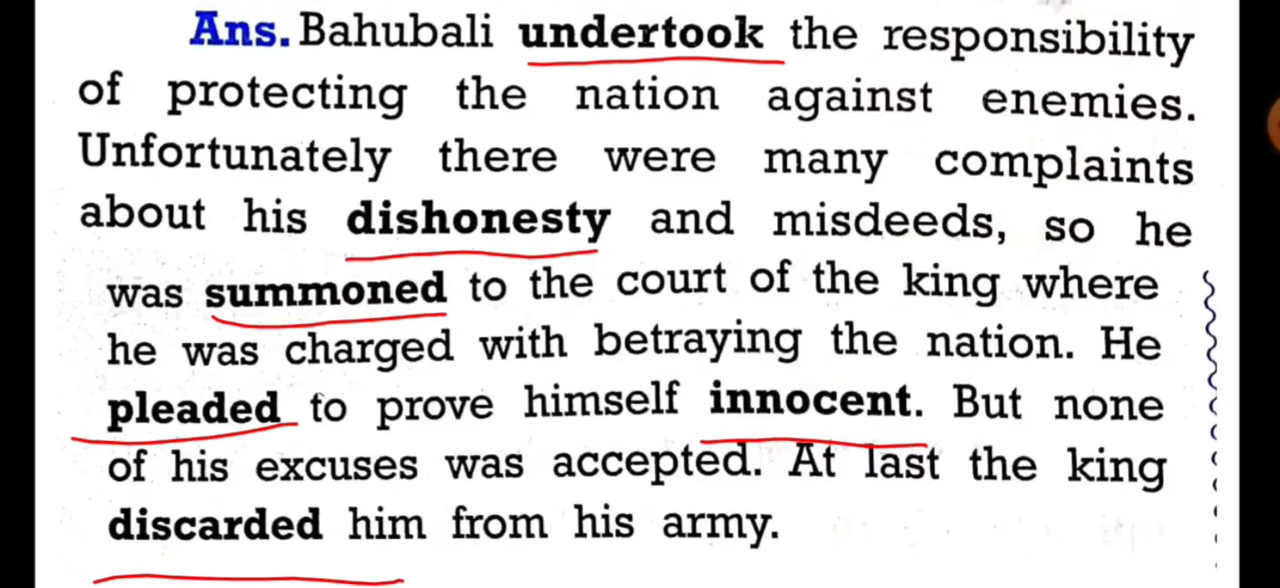 Ans. Bahubali undertook the responsibility
of protecting the nation against enemies.
Unfortunately there were many complaints
about his dishonesty and misdeeds, so he
was summoned to the court of the king where
he was charged with betraying the nation. He
pleaded to prove himself innocent. But none
of his excuses was accepted. At last the king
discarded him from his army.